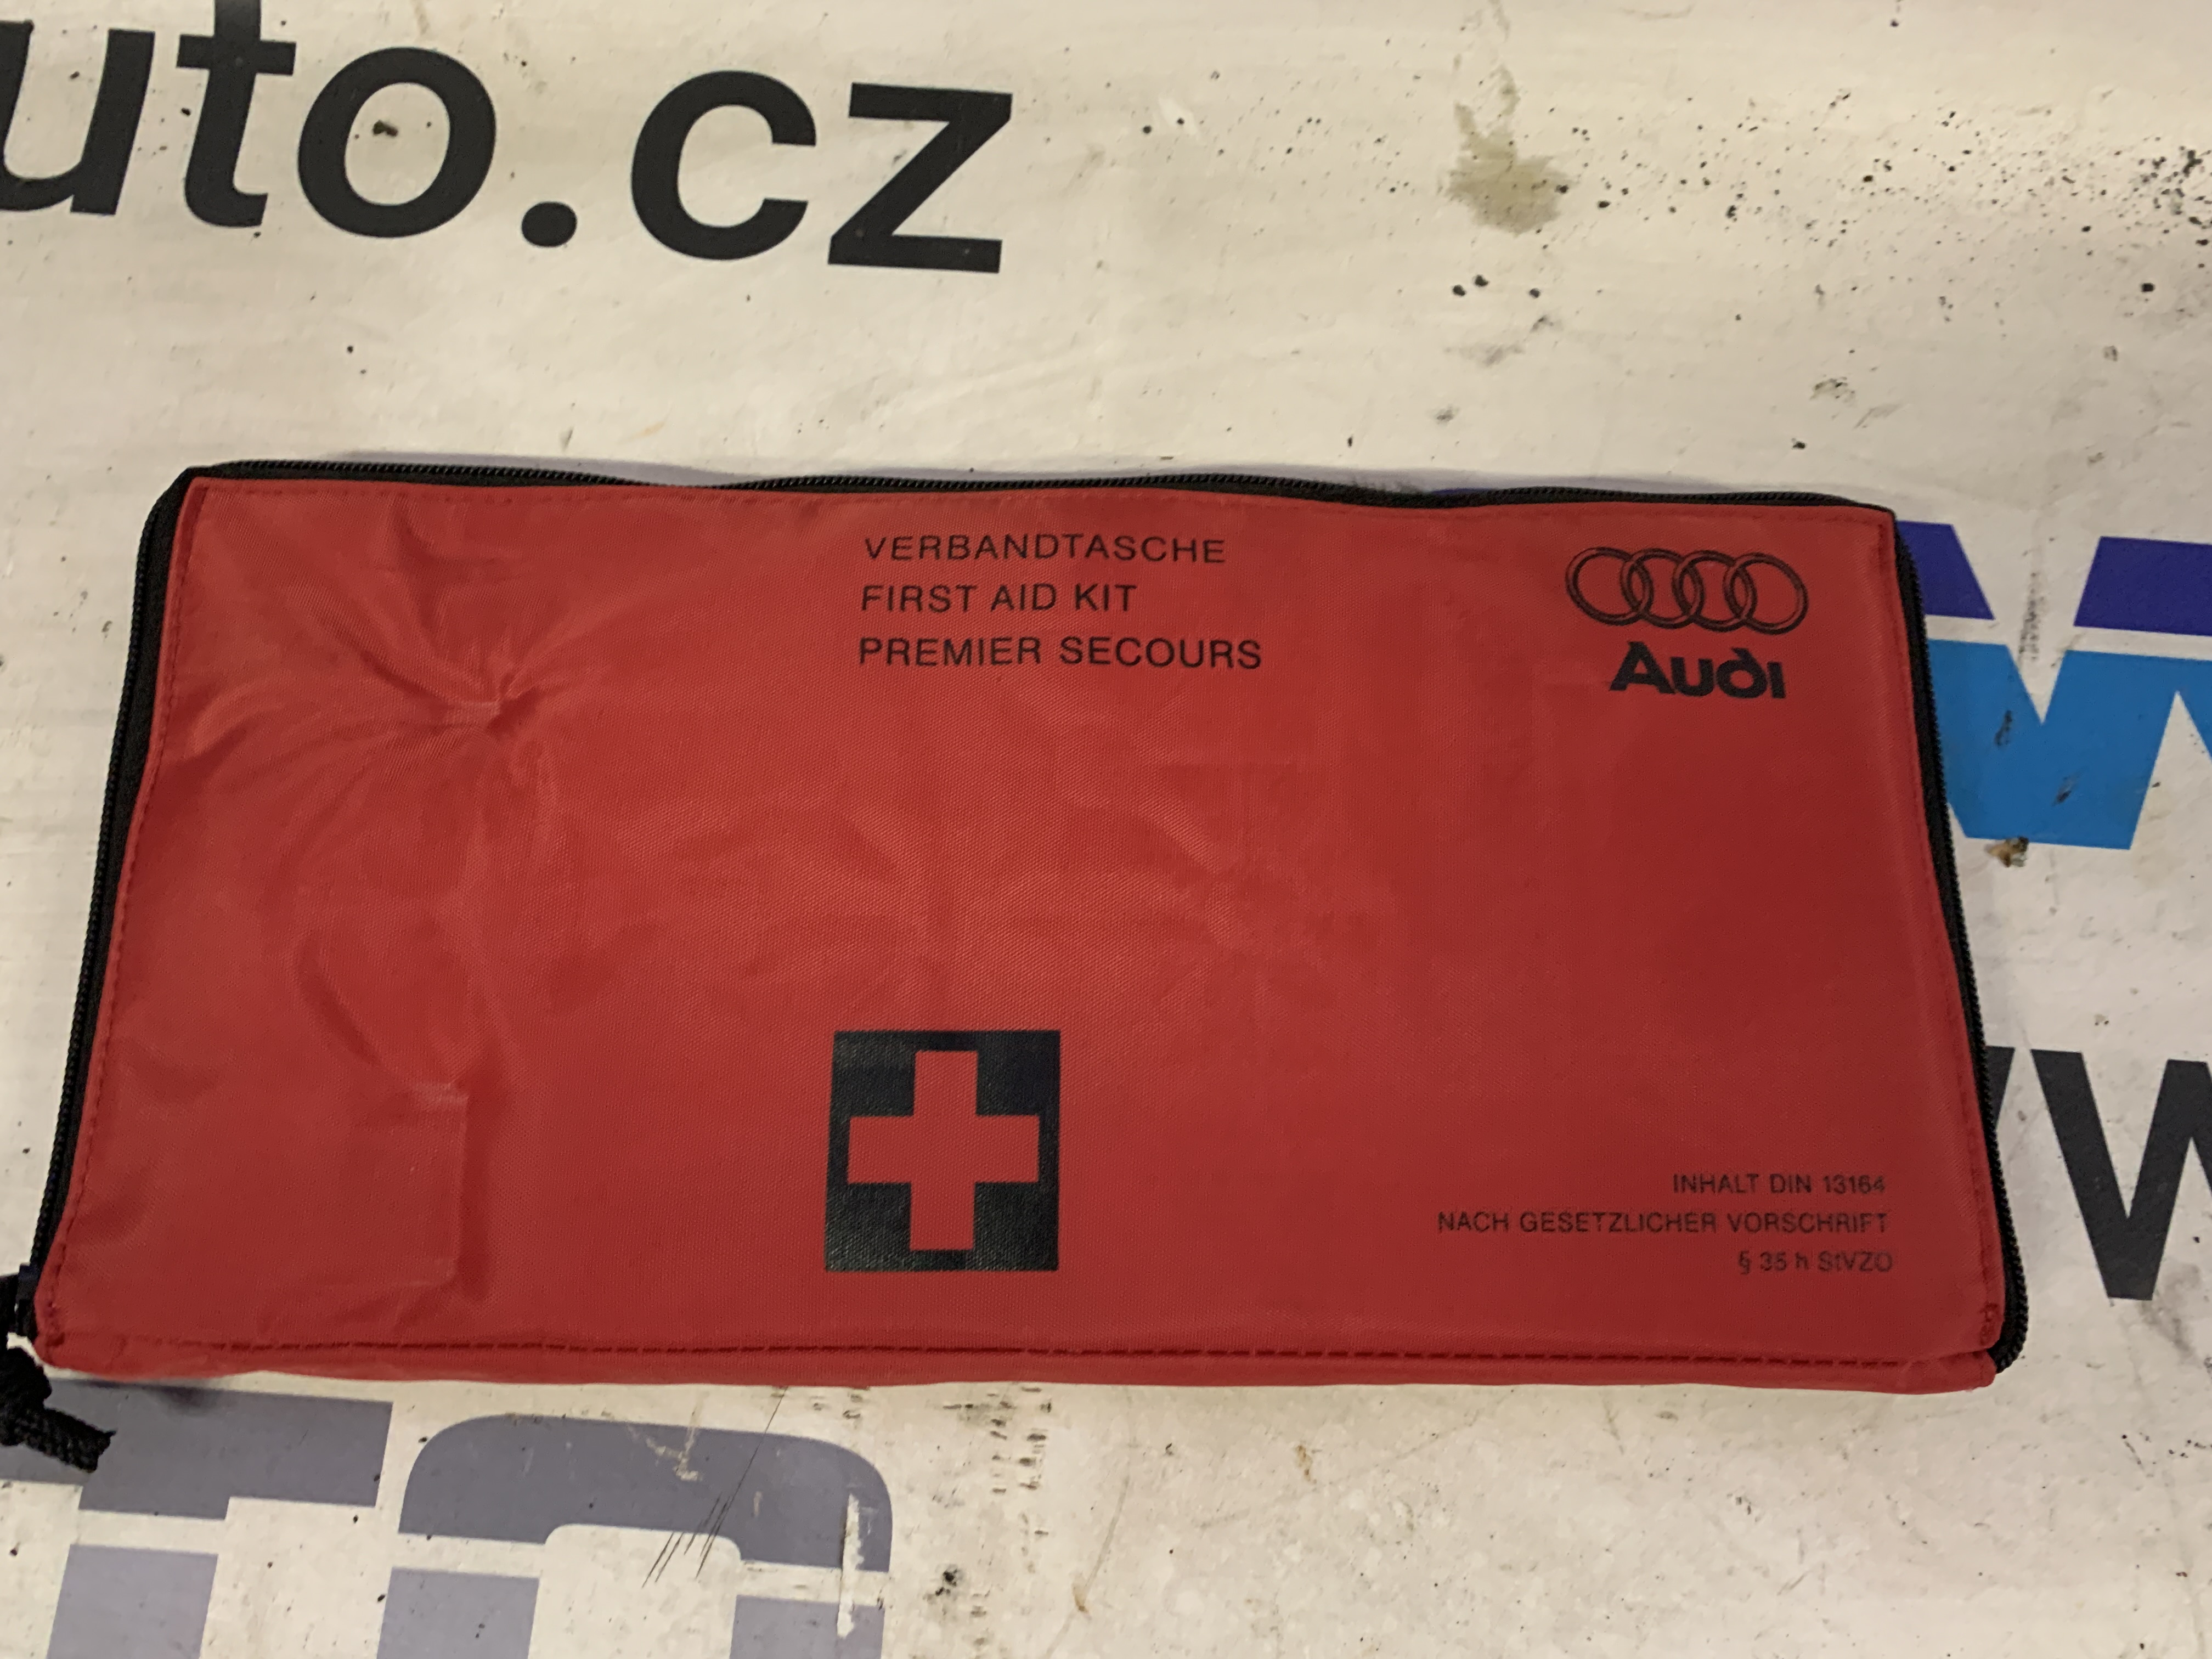 uto.cz
VERBANDTASCHE
FIRST AID KIT
PREMIER SECOURS
Audi
INHALT DIN 13164
NACH GESETZLICHER VORSCHRIFT
§ 35 h StVZO